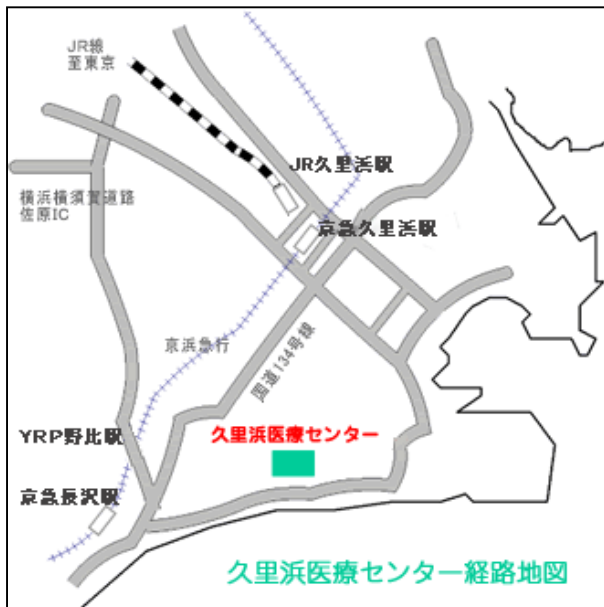 JR線
至東京
JR久里浜駅
横浜横須賀道路
佐原IC
京急久里浜駅
京浜急行
国道134号線
YRP野比駅
久里浜医療センター
京急長沢駅
久里浜医療センター経路地図